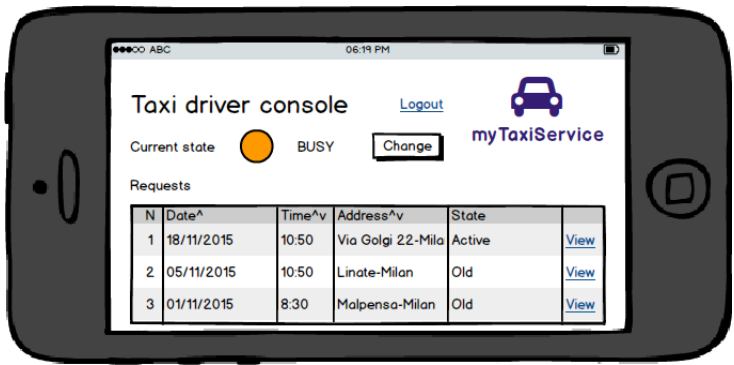 ABC 06:19 PM
Taxi driver console Logout
myTaxiService
Current state BUSY Change
Requests
N Date^ Time^v Address^v State
1 18/11/2015 10:50 Via Golgi 22-Mila Active View
2 05/11/2015 10:50 Linate-Milan Old View
3 01/11/2015 8:30 Malpensa-Milan Old View